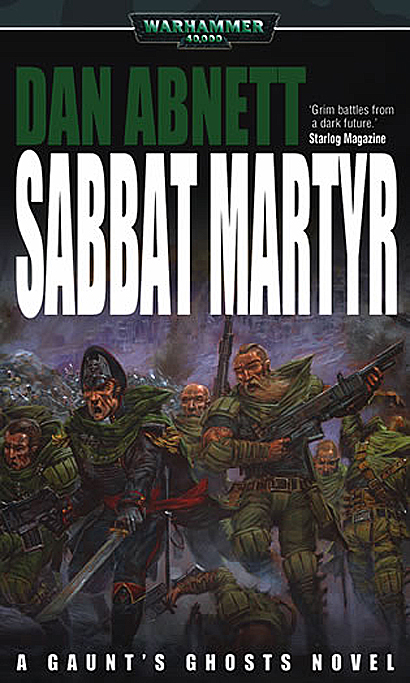 WARHAMMER
40,000
DAN ABNETT
'Grim battles from
a dark future.'
Starlog Magazine
SABBAT MARTYR
A GAUNT'S GHOSTS NOVEL